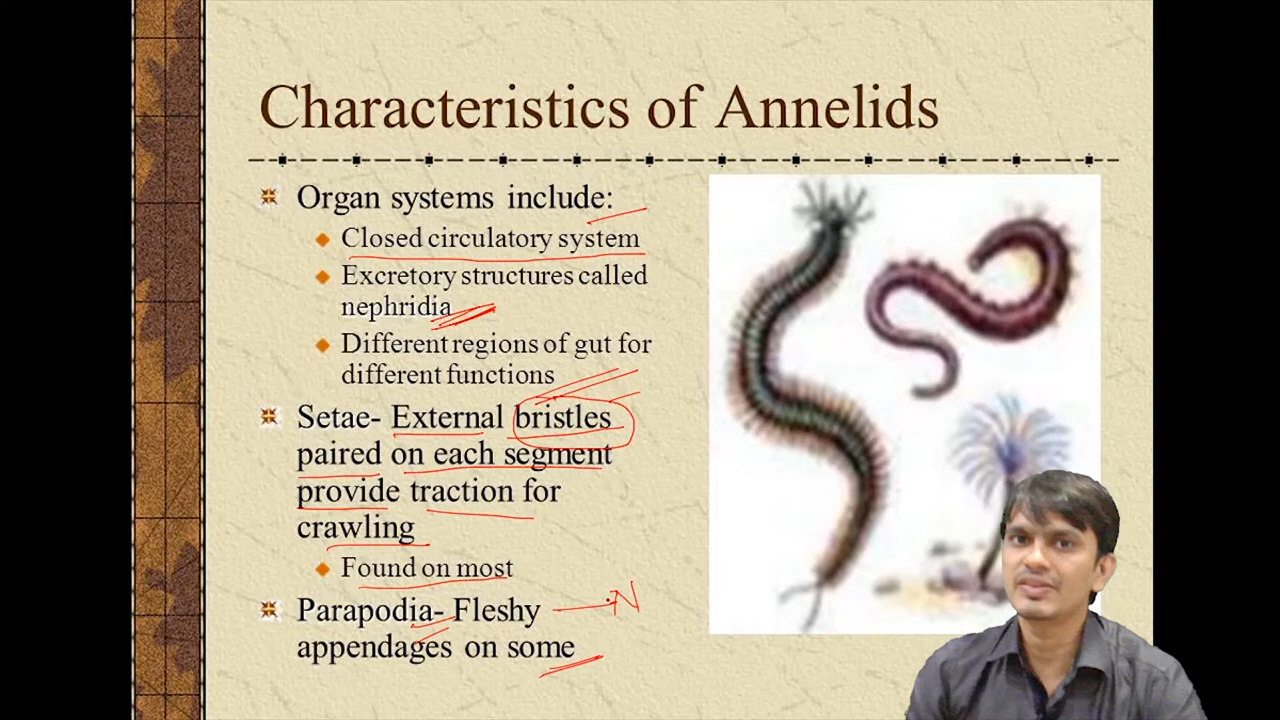 Characteristics of Annelids
Organ systems include:
Closed circulatory system
Excretory structures called
nephridia
Different regions of gut for
different functions
Setae- External bristles
paired on each segment
provide traction for
crawling
Found on most
Parapodia- Fleshy
N
appendages on some